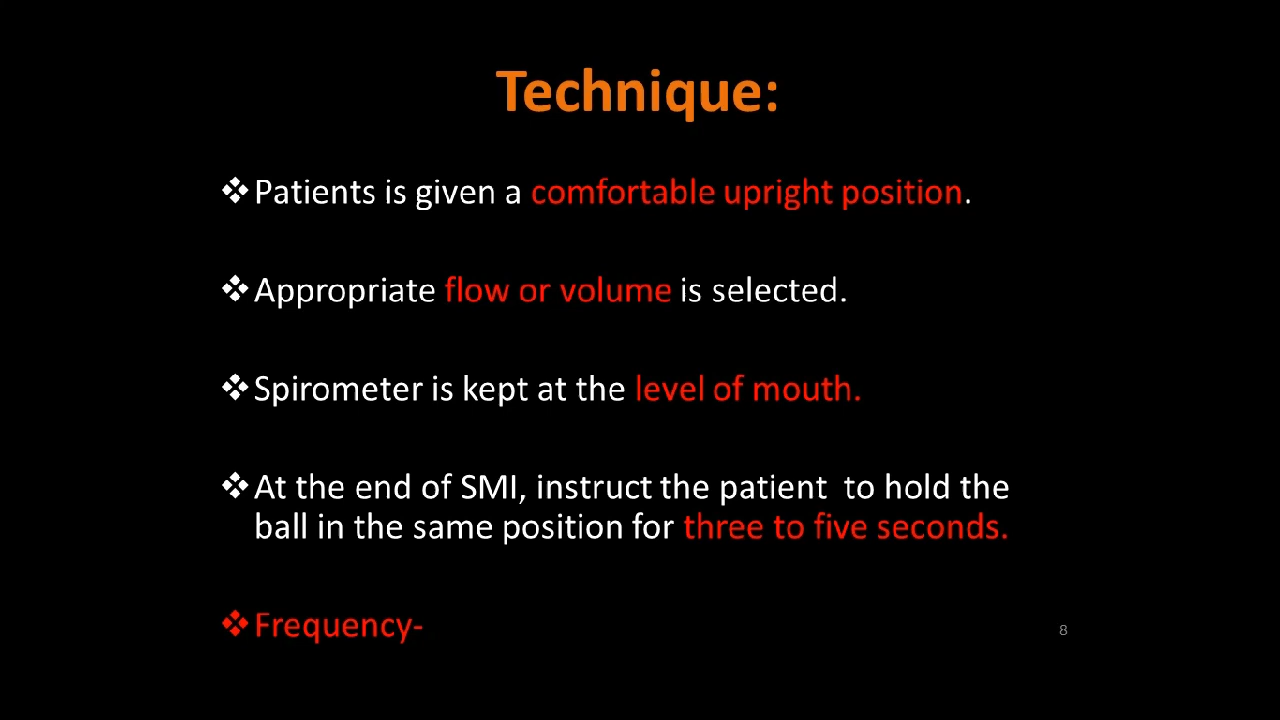 Technique:
❖Patients is given a comfortable upright position.
❖Appropriate flow or volume is selected.
❖Spirometer is kept at the level of mouth.
❖At the end of SMI, instruct the patient  to hold the
ball in the same position for three to five seconds.
❖Frequency-
8